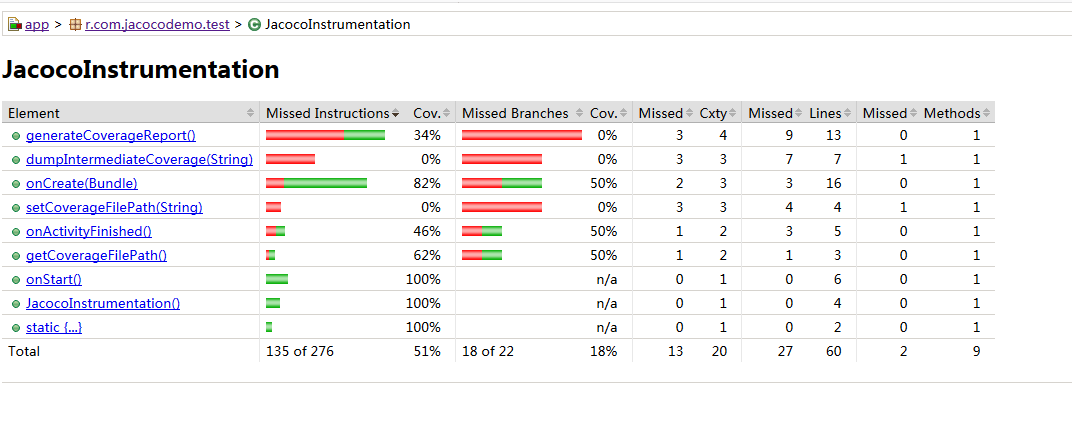 app > r.com.jacocodemo.test > JacocoInstrumentation
JacocoInstrumentation
Element Missed Instructions Cov. Missed Branches Cov. Missed Cxty Missed Lines Missed Methods
generateCoverageReport() 34% 0% 3 4 9 13 0 1
dumpIntermediateCoverage(String) 0% 0% 3 3 7 7 1 1
onCreate(Bundle) 82% 50% 2 3 3 16 0 1
setCoverageFilePath(String) 0% 0% 3 3 4 4 1 1
onActivityFinished() 46% 50% 1 2 3 5 0 1
getCoverageFilePath() 62% 50% 1 2 1 3 0 1
onStart() 100% n/a 0 1 0 6 0 1
JacocoInstrumentation() 100% n/a 0 1 0 4 0 1
static {...} 100% n/a 0 1 0 2 0 1
Total 135 of 276 51% 18 of 22 18% 13 20 27 60 2 9